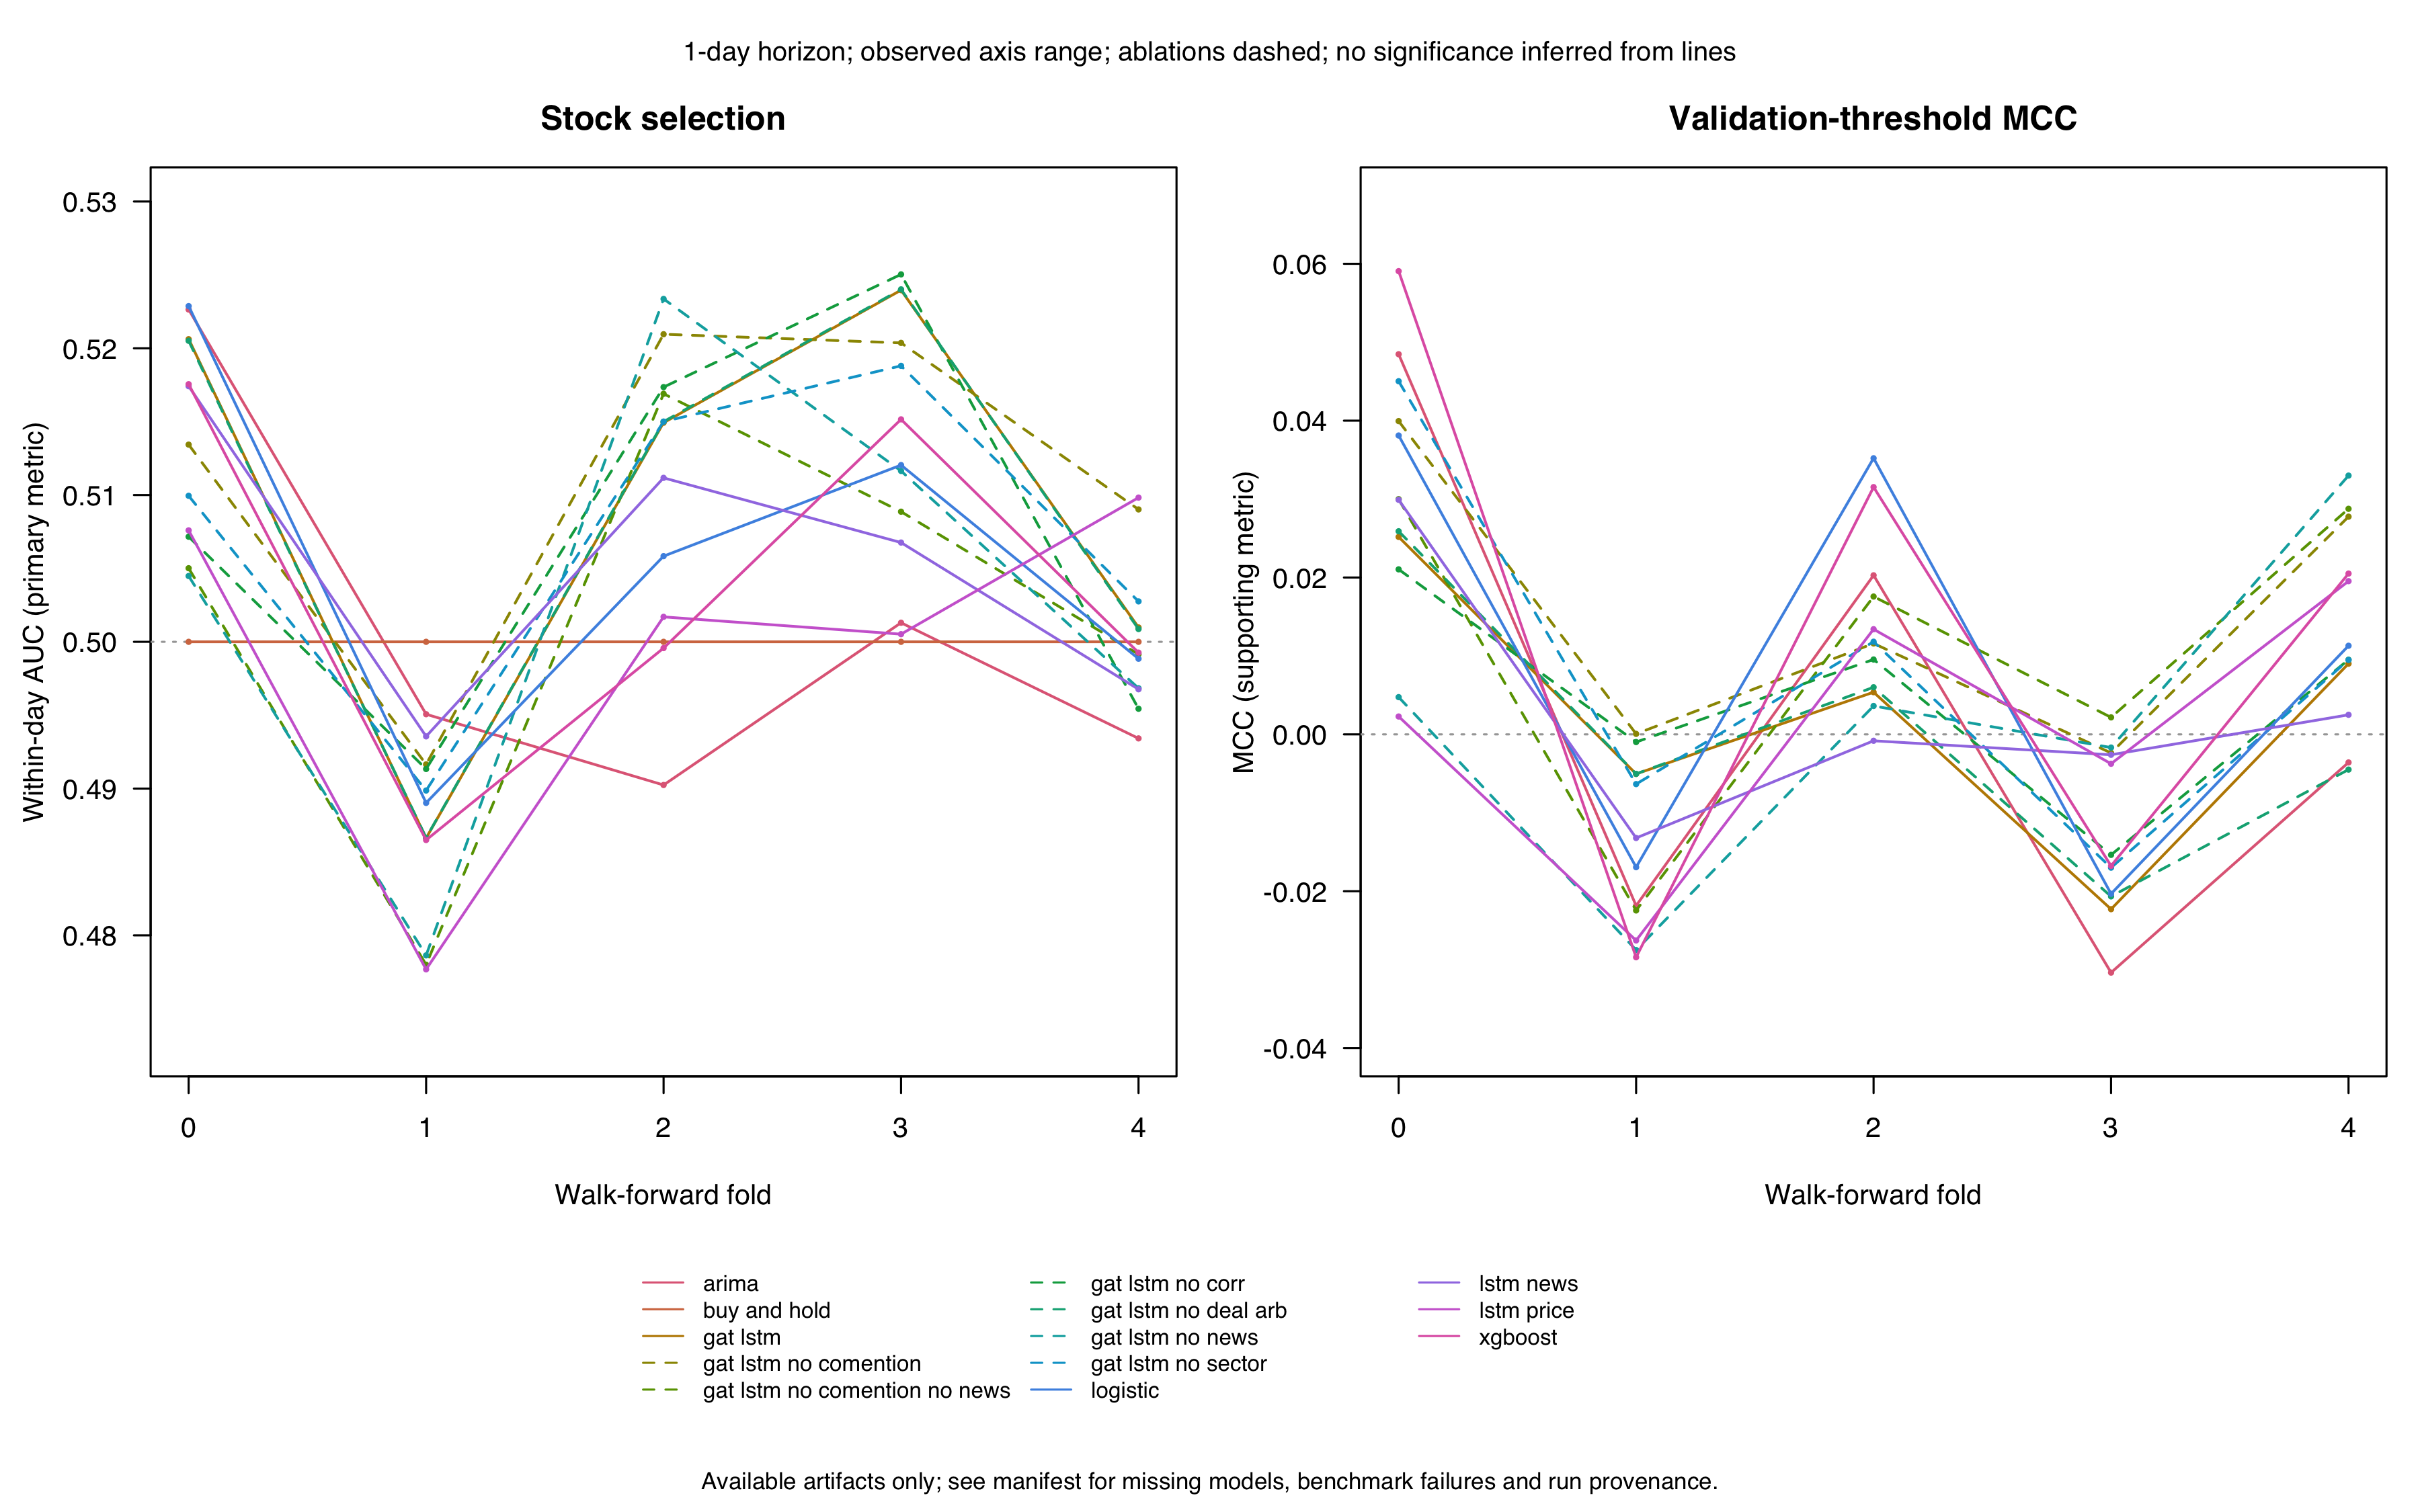 1-day horizon; observed axis range; ablations dashed; no significance inferred from lines
Stock selection
Within-day AUC (primary metric)
0.53
0.52
0.51
0.50
0.49
0.48
0 1 2 3 4
Walk-forward fold
Validation-threshold MCC
MCC (supporting metric)
0.06
0.04
0.02
0.00
-0.02
-0.04
0 1 2 3 4
Walk-forward fold
arima
buy and hold
gat lstm
gat lstm no comention
gat lstm no comention no news
gat lstm no corr
gat lstm no deal arb
gat lstm no news
gat lstm no sector
logistic
lstm news
lstm price
xgboost
Available artifacts only; see manifest for missing models, benchmark failures and run provenance.